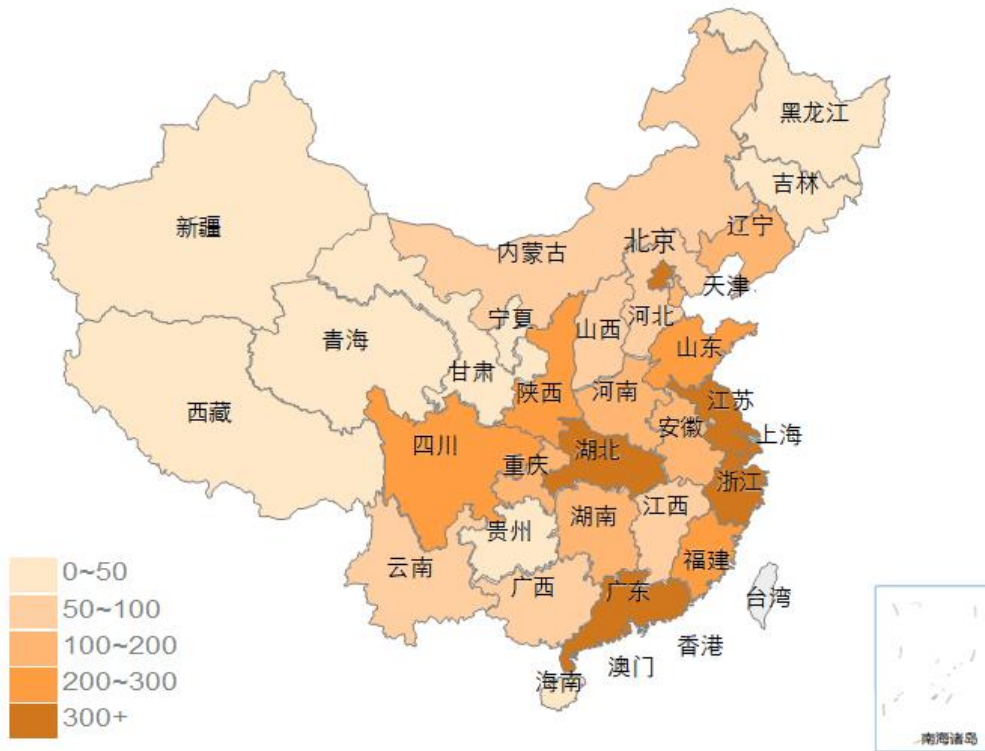 黑龙江
吉林
新疆
辽宁
北京
内蒙古
天津
宁夏
山西
河北
青海
山东
甘肃
陕西
河南
江苏
西藏
安徽
上海
四川
湖北
重庆
浙江
江西
湖南
贵州
福建
云南
广西
广东
台湾
香港
澳门
海南
0~50
50~100
100~200
200~300
300+
南海诸岛